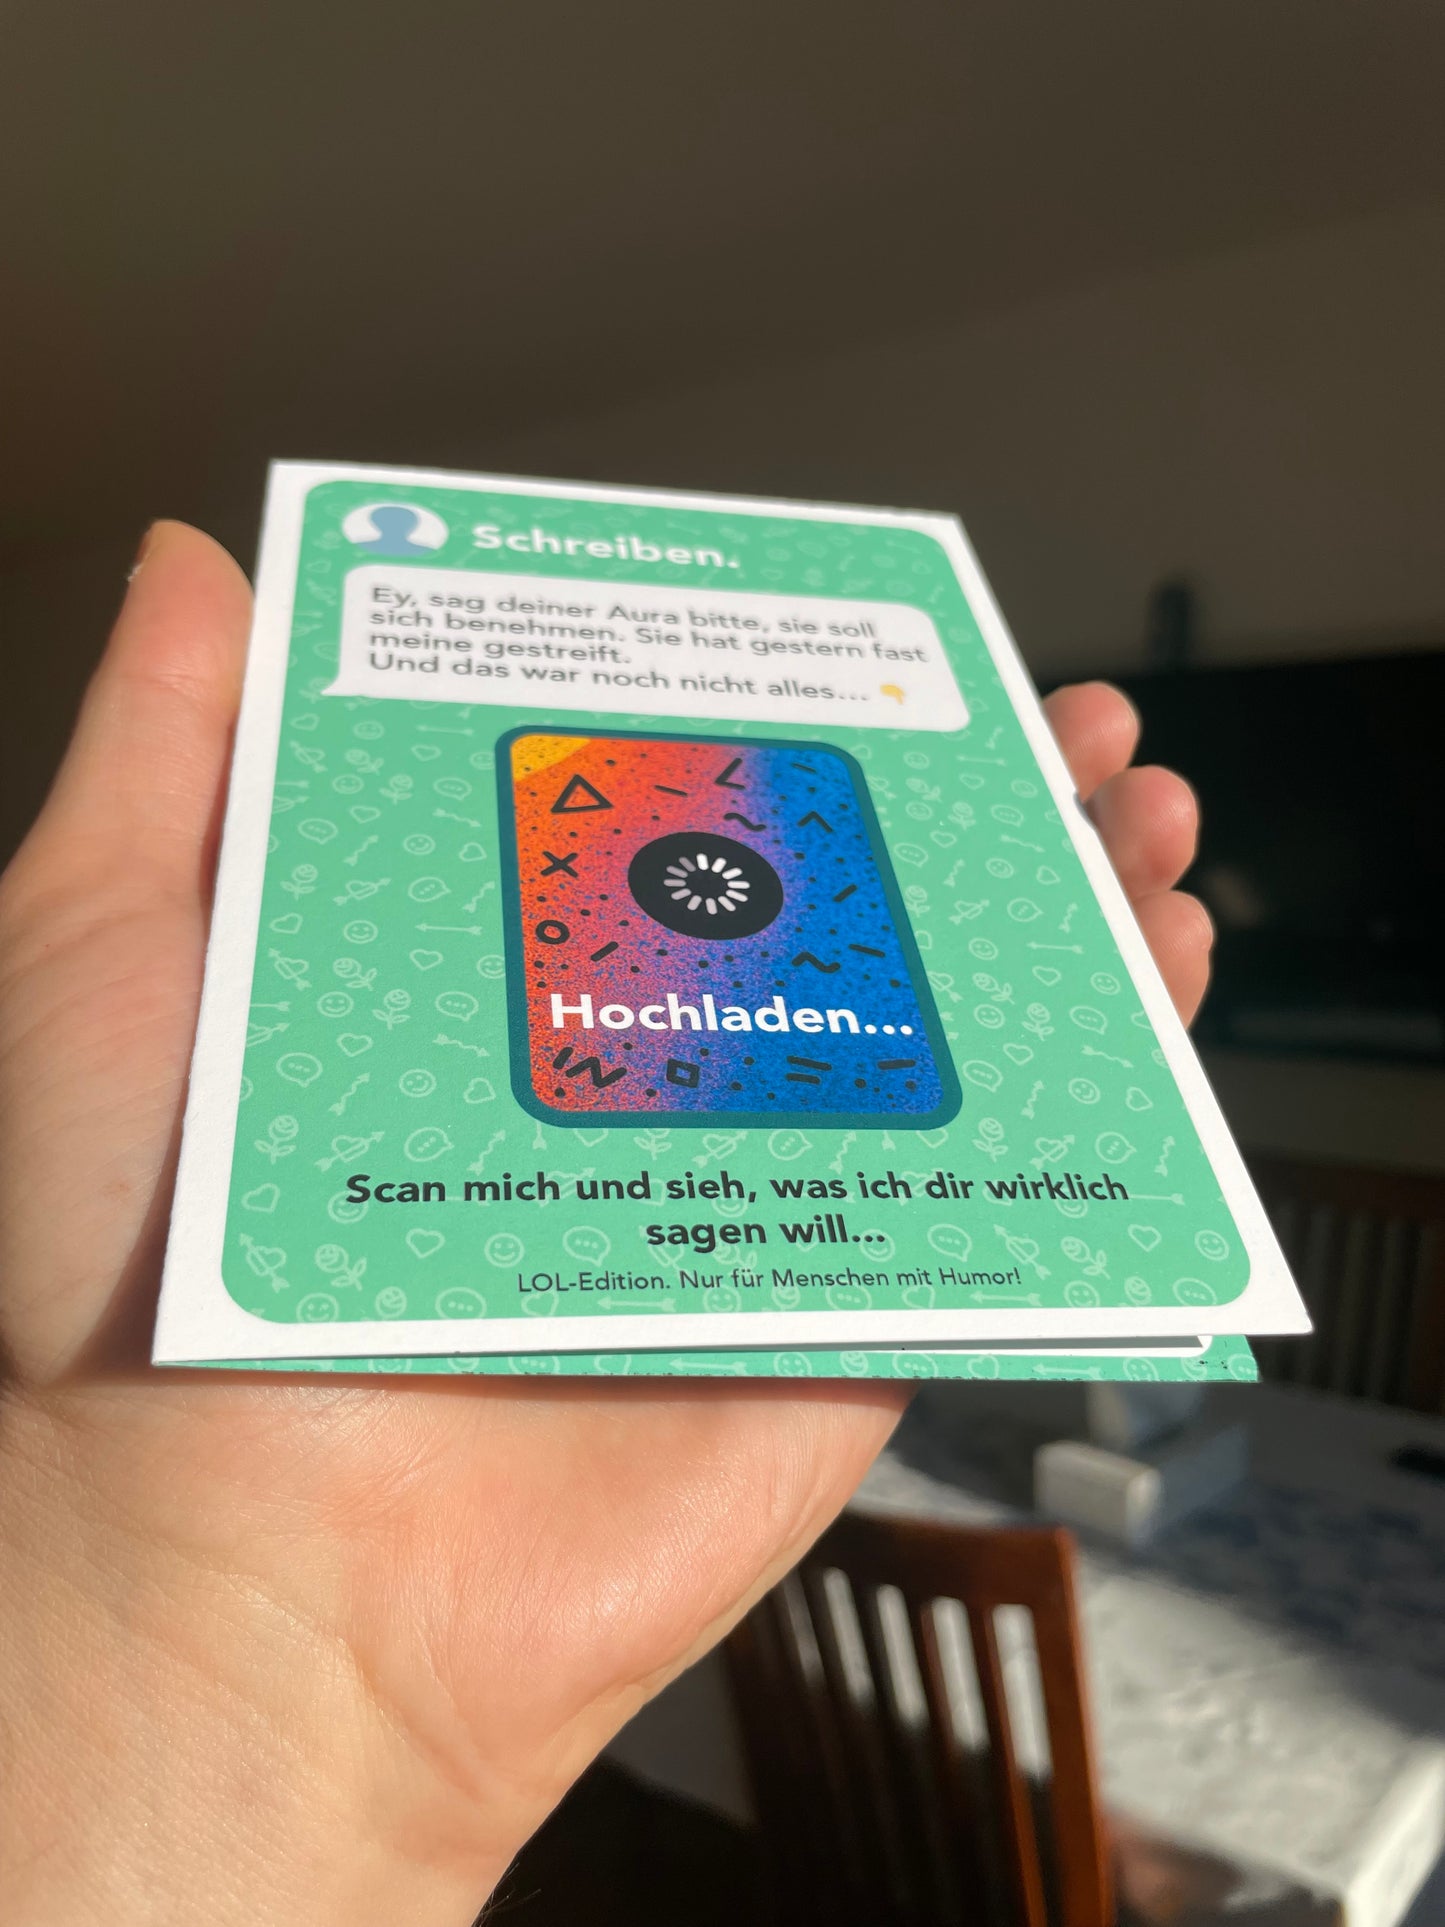 Schreiben.
Ey, sag deiner Aura bitte, sie soll
sich benehmen. Sie hat gestern fast
meine gestreift.
Und das war noch nicht alles... 👇
Hochladen...
Scan mich und sieh, was ich dir wirklich
sagen will...
LOL-Edition. Nur für Menschen mit Humor!